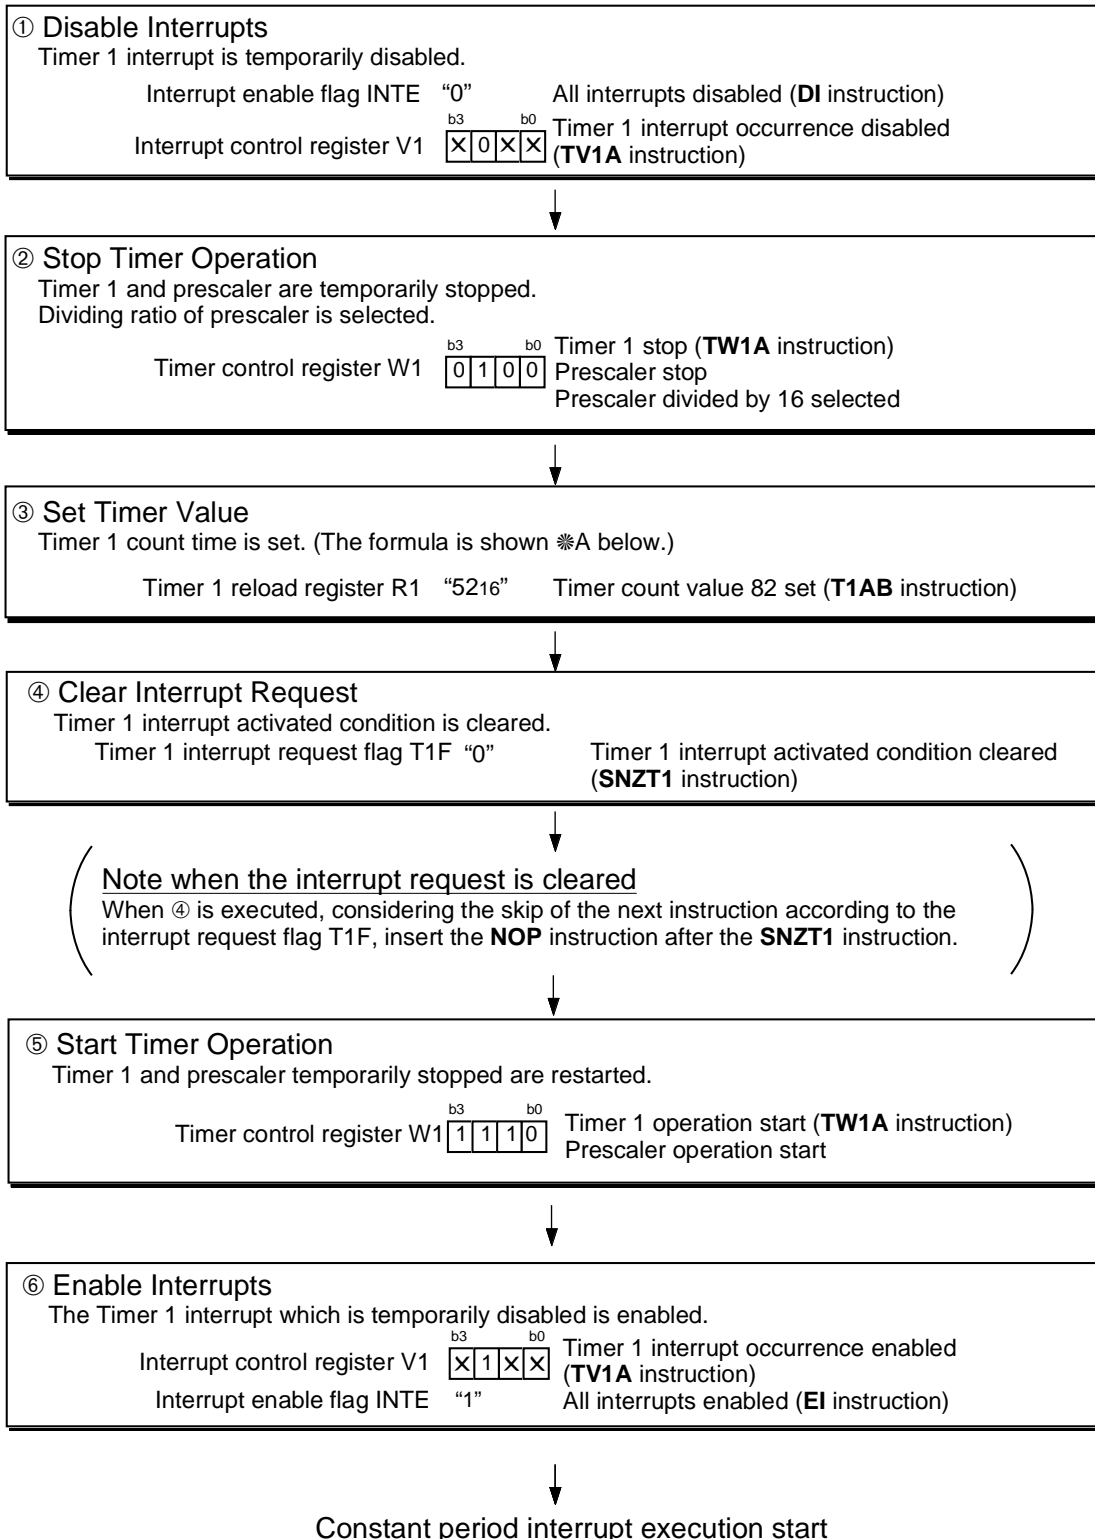 ① Disable Interrupts
Timer 1 interrupt is temporarily disabled.
Interrupt enable flag INTE “0” All interrupts disabled (DI instruction)
b3 b0
Interrupt control register V1 X 0 X X Timer 1 interrupt occurrence disabled
(TV1A instruction)
② Stop Timer Operation
Timer 1 and prescaler are temporarily stopped.
Dividing ratio of prescaler is selected.
b3 b0
Timer control register W1 0 1 0 0 Timer 1 stop (TW1A instruction)
Prescaler stop
Prescaler divided by 16 selected
③ Set Timer Value
Timer 1 count time is set. (The formula is shown ❊A below.)
Timer 1 reload register R1 “5216” Timer count value 82 set (T1AB instruction)
④ Clear Interrupt Request
Timer 1 interrupt activated condition is cleared.
Timer 1 interrupt request flag T1F “0” Timer 1 interrupt activated condition cleared
(SNZT1 instruction)
Note when the interrupt request is cleared
When ④ is executed, considering the skip of the next instruction according to the
interrupt request flag T1F, insert the NOP instruction after the SNZT1 instruction.
⑤ Start Timer Operation
Timer 1 and prescaler temporarily stopped are restarted.
b3 b0
Timer control register W1 1 1 1 0 Timer 1 operation start (TW1A instruction)
Prescaler operation start
⑥ Enable Interrupts
The Timer 1 interrupt which is temporarily disabled is enabled.
b3 b0
Interrupt control register V1 X 1 X X Timer 1 interrupt occurrence enabled
(TV1A instruction)
Interrupt enable flag INTE “1” All interrupts enabled (EI instruction)
Constant period interrupt execution start